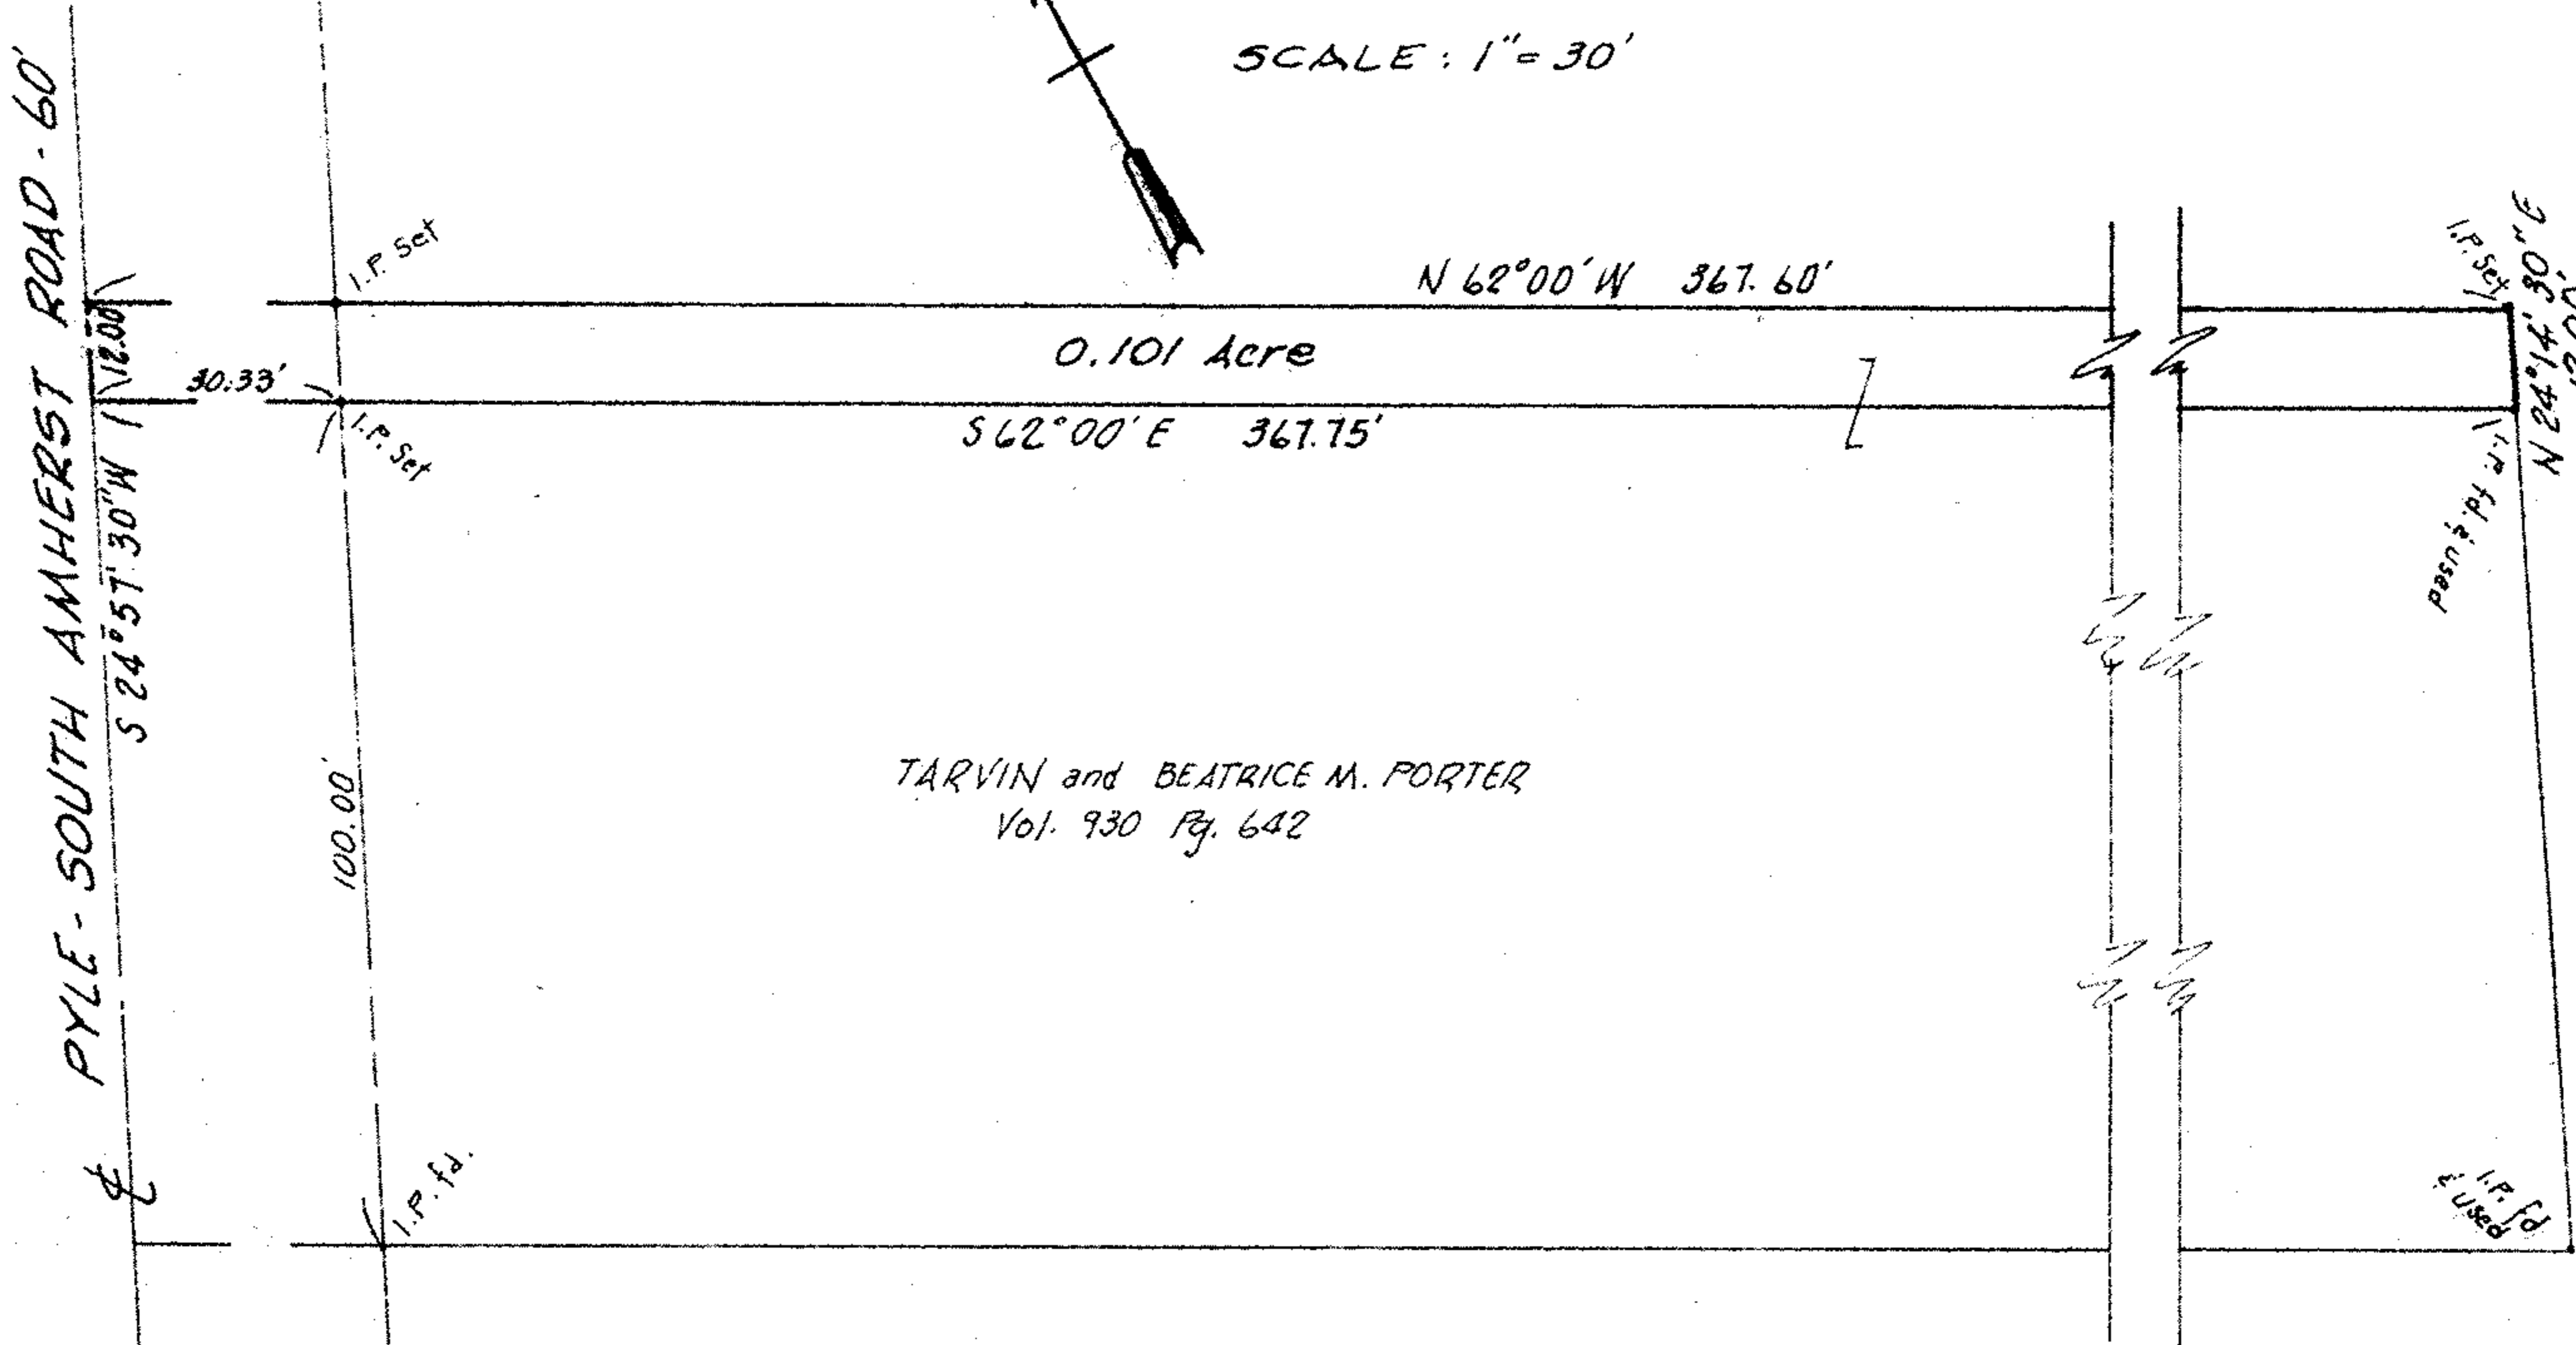 SCALE : 1" = 30'
PYLE - SOUTH AMHERST ROAD - 60'
I.P. Set
N 62°00' W 367.60'
I.P. Set
N 24°14' 30" E
12.00'
0.101 Acre
30.33'
I.P. Set
S 62°00' E 367.75'
I.P. fd. & used
S 24°57' 30" W
100.00'
TARVIN and BEATRICE M. PORTER
Vol. 930 Pg. 642
I.P. fd.
I.P. fd
& used